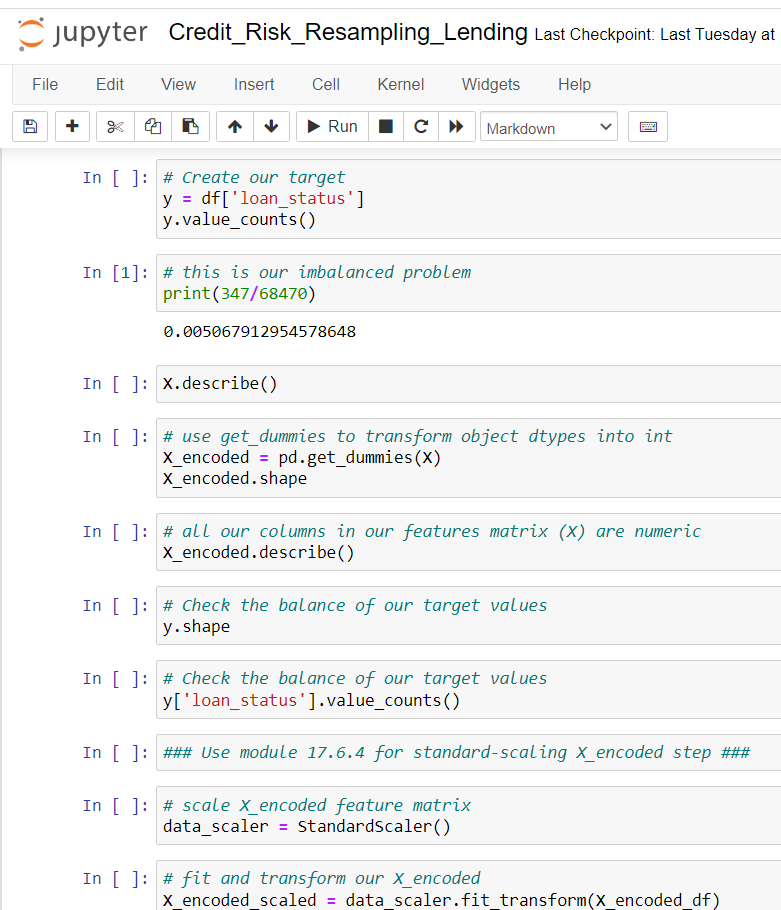 jupyter Credit_Risk_Resampling_Lending Last Checkpoint: Last Tuesday at
File Edit View Insert Cell Kernel Widgets Help
Run Markdown
In [ ]: # Create our target
y = df['loan_status']
y.value_counts()
In [1]: # this is our imbalanced problem
print(347/68470)
0.005067912954578648
In [ ]: X.describe()
In [ ]: # use get_dummies to transform object dtypes into int
X_encoded = pd.get_dummies(X)
X_encoded.shape
In [ ]: # all our columns in our features matrix (X) are numeric
X_encoded.describe()
In [ ]: # Check the balance of our target values
y.shape
In [ ]: # Check the balance of our target values
y['loan_status'].value_counts()
In [ ]: ### Use module 17.6.4 for standard-scaling X_encoded step ###
In [ ]: # scale X_encoded feature matrix
data_scaler = StandardScaler()
In [ ]: # fit and transform our X_encoded
X_encoded_scaled = data_scaler.fit_transform(X_encoded_df)